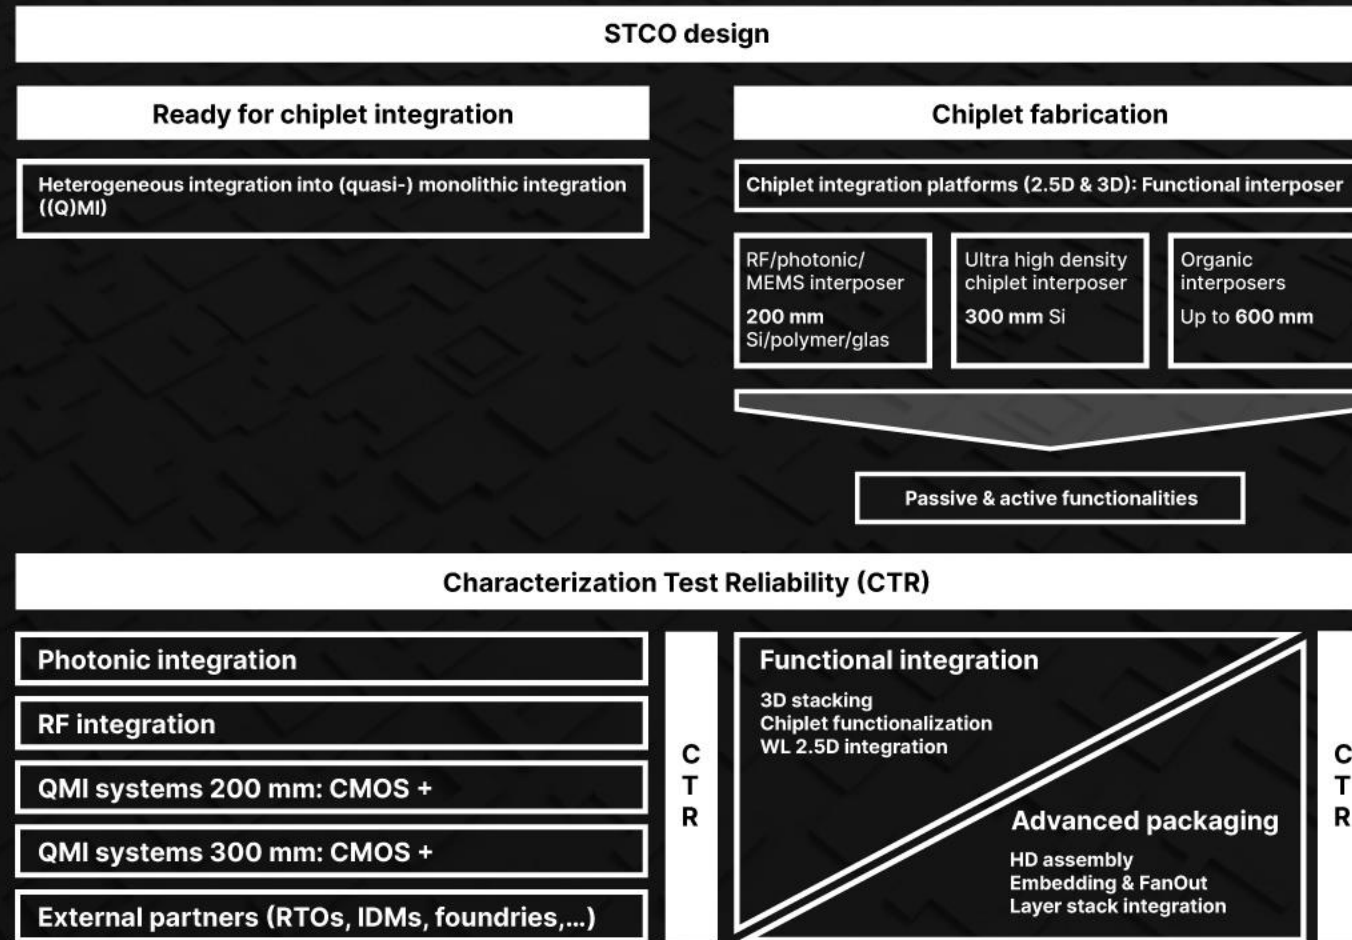 STCO design
Ready for chiplet integration
Heterogeneous integration into (quasi-) monolithic integration
((Q)MI)
Chiplet fabrication
Chiplet integration platforms (2.5D & 3D): Functional interposer
RF/photonic/
MEMS interposer
200 mm
Si/polymer/glas
Ultra high density
chiplet interposer
300 mm Si
Organic
interposers
Up to 600 mm
Passive & active functionalities
Characterization Test Reliability (CTR)
Photonic integration
RF integration
QMI systems 200 mm: CMOS +
QMI systems 300 mm: CMOS +
External partners (RTOs, IDMs, foundries,...)
C
T
R
Functional integration
3D stacking
Chiplet functionalization
WL 2.5D integration
Advanced packaging
HD assembly
Embedding & FanOut
Layer stack integration
C
T
R